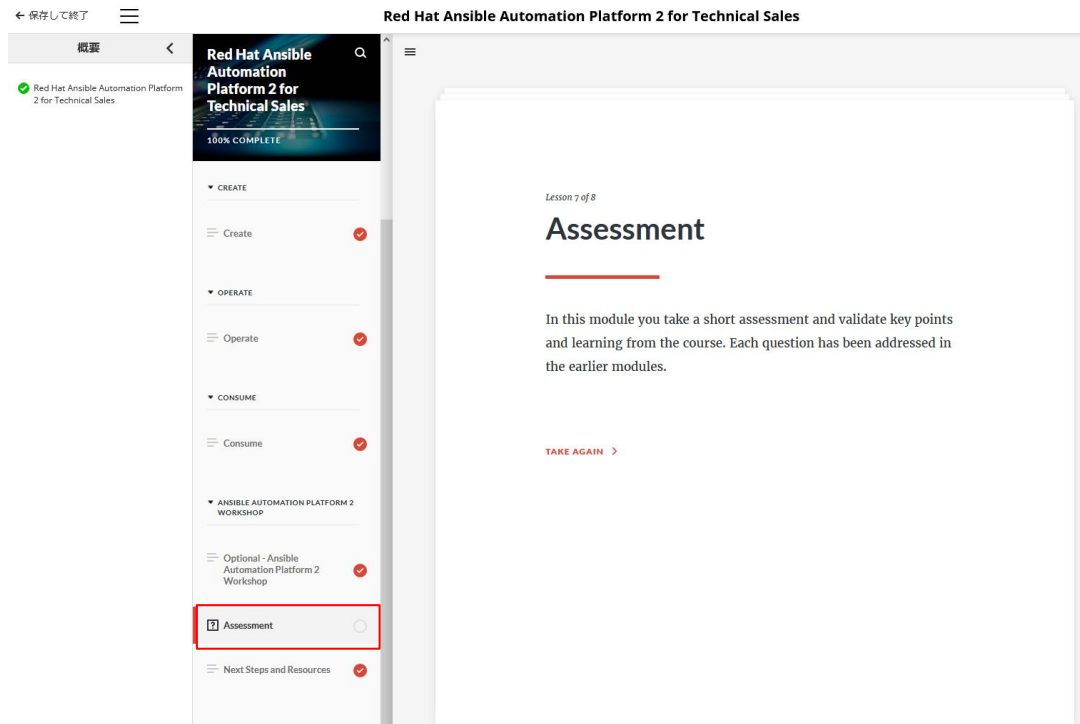 ← 保存して終了
Red Hat Ansible Automation Platform 2 for Technical Sales
概要
Red Hat Ansible Automation Platform
2 for Technical Sales
Red Hat Ansible
Automation
Platform 2 for
Technical Sales
100% COMPLETE
CREATE
Create
OPERATE
Operate
CONSUME
Consume
ANSIBLE AUTOMATION PLATFORM 2
WORKSHOP
Optional - Ansible
Automation Platform 2
Workshop
Assessment
Next Steps and Resources
Lesson 7 of 8
Assessment
In this module you take a short assessment and validate key points
and learning from the course. Each question has been addressed in
the earlier modules.
TAKE AGAIN